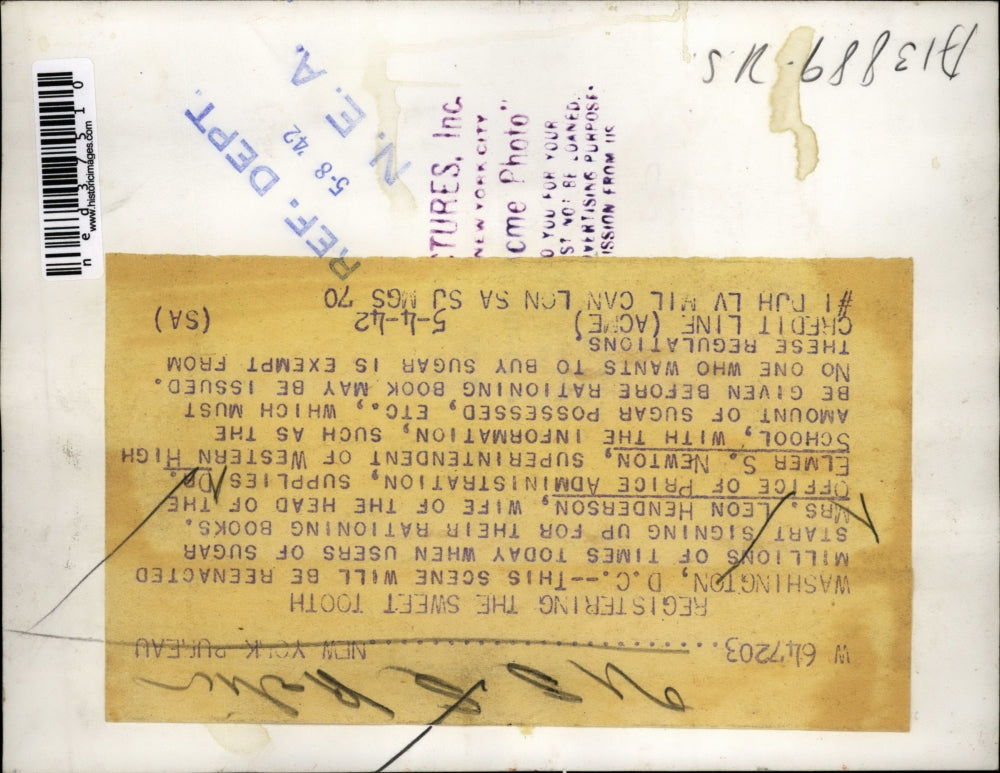 W 647203 .................... NEW YORK BUREAU
REGISTERING THE SWEET TOOTH
WASHINGTON, D.C.--THIS SCENE WILL BE REENACTED
MILLIONS OF TIMES TODAY WHEN USERS OF SUGAR
START SIGNING UP FOR THEIR RATIONING BOOKS.
MRS. LEON HENDERSON, WIFE OF THE HEAD OF THE
OFFICE OF PRICE ADMINISTRATION, SUPPLIES DR.
ELMER S. NEWTON, SUPERINTENDENT OF WESTERN HIGH
SCHOOL, WITH THE INFORMATION, SUCH AS THE
AMOUNT OF SUGAR POSSESSED, ETC., WHICH MUST
BE GIVEN BEFORE RATIONING BOOK MAY BE ISSUED.
NO ONE WHO WANTS TO BUY SUGAR IS EXEMPT FROM
THESE REGULATIONS.
CREDIT LINE (ACME) 5-4-42 (SA)
#1 DJH LV MIL CAN LON SA SJ MGS 70
A13889-U.S
REF. DEPT.
5-8 '42
N. E. A.
TURES, Inc.
NEW YORK CITY
cme Photo"
D YOU FOR YOUR
ST NOT BE LOANED,
VERTISING PURPOSE.
ISSION FROM US
ned37510
www.historicimages.com